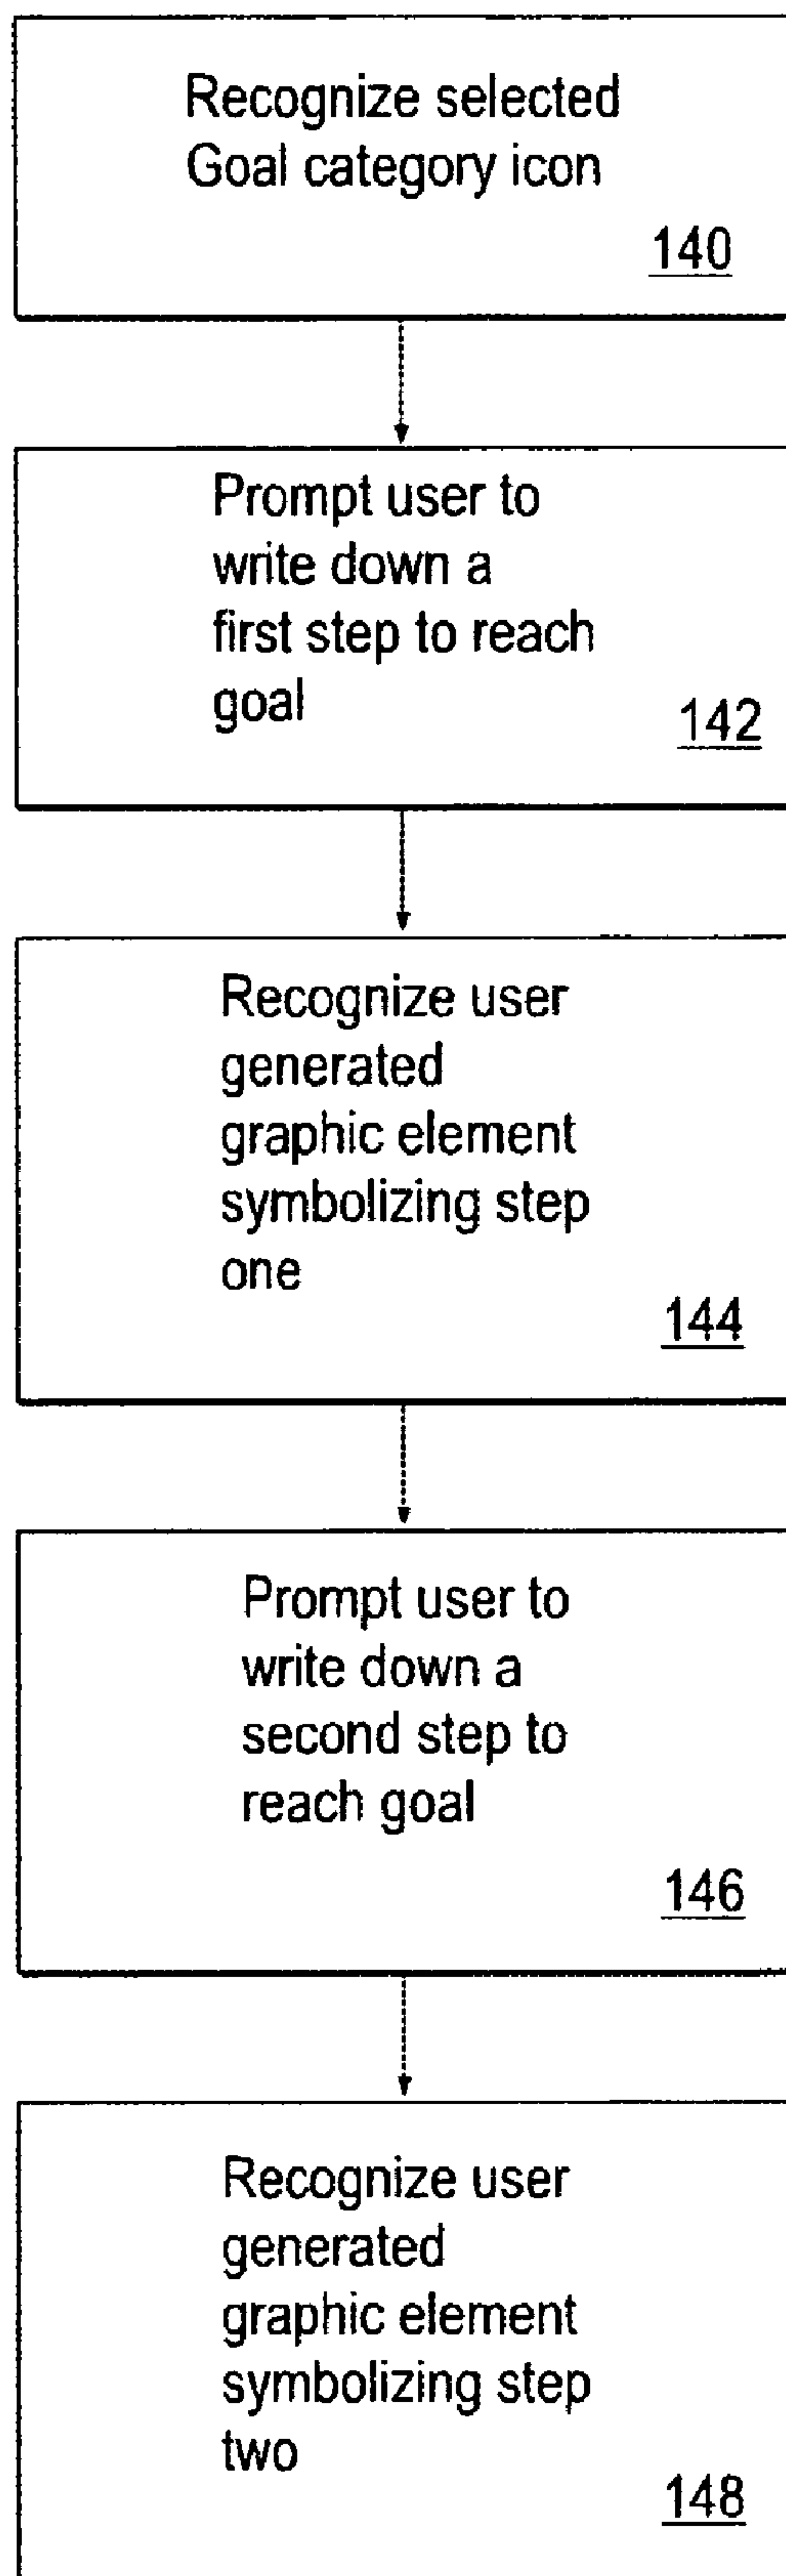 Recognize selected
Goal category icon
140
Prompt user to
write down a
first step to reach
goal
142
Recognize user
generated
graphic element
symbolizing step
one
144
Prompt user to
write down a
second step to
reach goal
146
Recognize user
generated
graphic element
symbolizing step
two
148